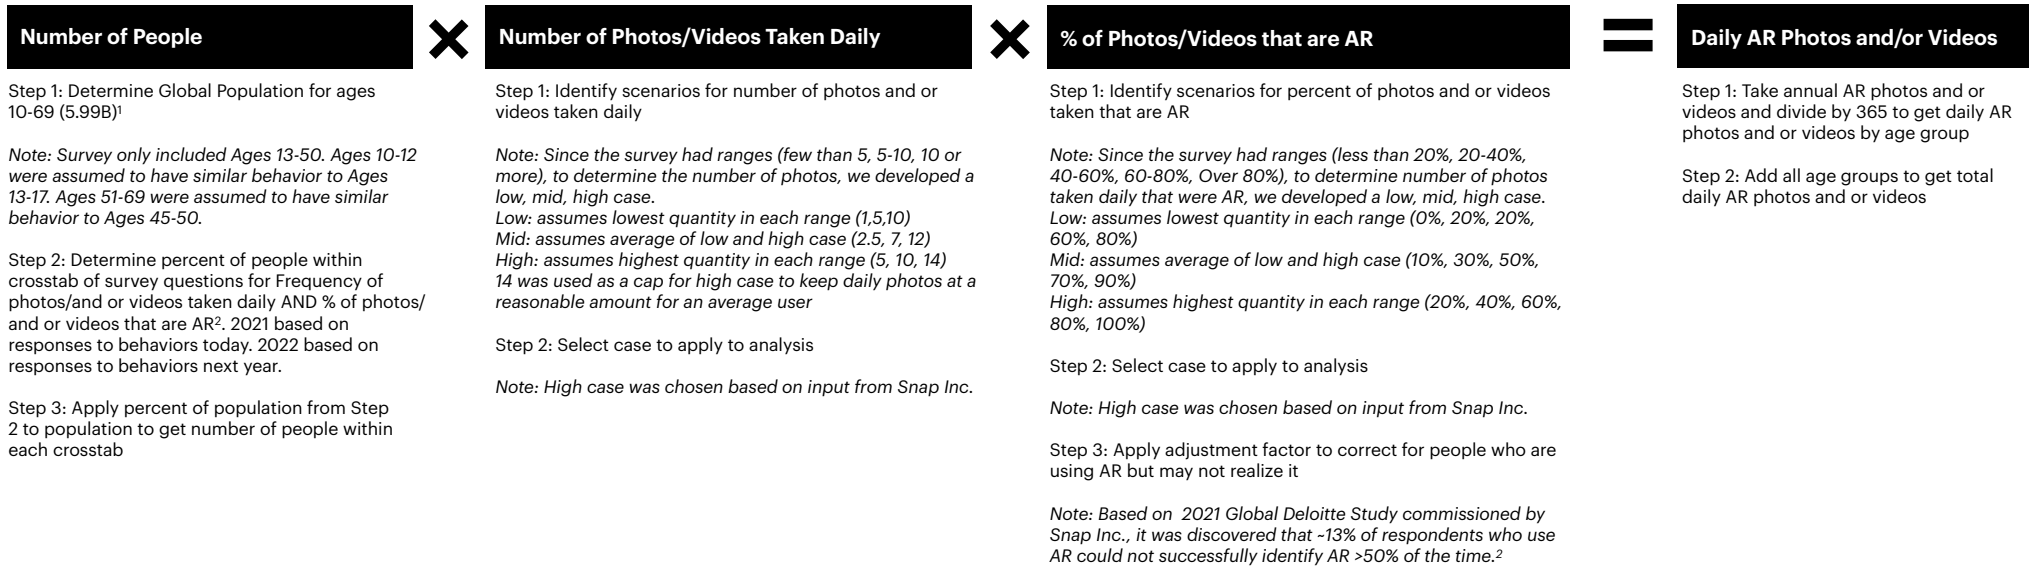 Number of People
Step 1: Determine Global Population for ages
10-69 (5.99B)¹
Note: Survey only included Ages 13-50. Ages 10-12
were assumed to have similar behavior to Ages
13-17. Ages 51-69 were assumed to have similar
behavior to Ages 45-50.
Step 2: Determine percent of people within
crosstab of survey questions for Frequency of
photos/and or videos taken daily AND % of photos/
and or videos that are AR². 2021 based on
responses to behaviors today. 2022 based on
responses to behaviors next year.
Step 3: Apply percent of population from Step
2 to population to get number of people within
each crosstab
×
Number of Photos/Videos Taken Daily
Step 1: Identify scenarios for number of photos and or
videos taken daily
Note: Since the survey had ranges (few than 5, 5-10, 10 or
more), to determine the number of photos, we developed a
low, mid, high case.
Low: assumes lowest quantity in each range (1,5,10)
Mid: assumes average of low and high case (2.5, 7, 12)
High: assumes highest quantity in each range (5, 10, 14)
14 was used as a cap for high case to keep daily photos at a
reasonable amount for an average user
Step 2: Select case to apply to analysis
Note: High case was chosen based on input from Snap Inc.
×
% of Photos/Videos that are AR
Step 1: Identify scenarios for percent of photos and or videos
taken that are AR
Note: Since the survey had ranges (less than 20%, 20-40%,
40-60%, 60-80%, Over 80%), to determine number of photos
taken daily that were AR, we developed a low, mid, high case.
Low: assumes lowest quantity in each range (0%, 20%, 20%,
60%, 80%)
Mid: assumes average of low and high case (10%, 30%, 50%,
70%, 90%)
High: assumes highest quantity in each range (20%, 40%, 60%,
80%, 100%)
Step 2: Select case to apply to analysis
Note: High case was chosen based on input from Snap Inc.
Step 3: Apply adjustment factor to correct for people who are
using AR but may not realize it
Note: Based on 2021 Global Deloitte Study commissioned by
Snap Inc., it was discovered that ~13% of respondents who use
AR could not successfully identify AR >50% of the time.²
=
Daily AR Photos and/or Videos
Step 1: Take annual AR photos and or
videos and divide by 365 to get daily AR
photos and or videos by age group
Step 2: Add all age groups to get total
daily AR photos and or videos